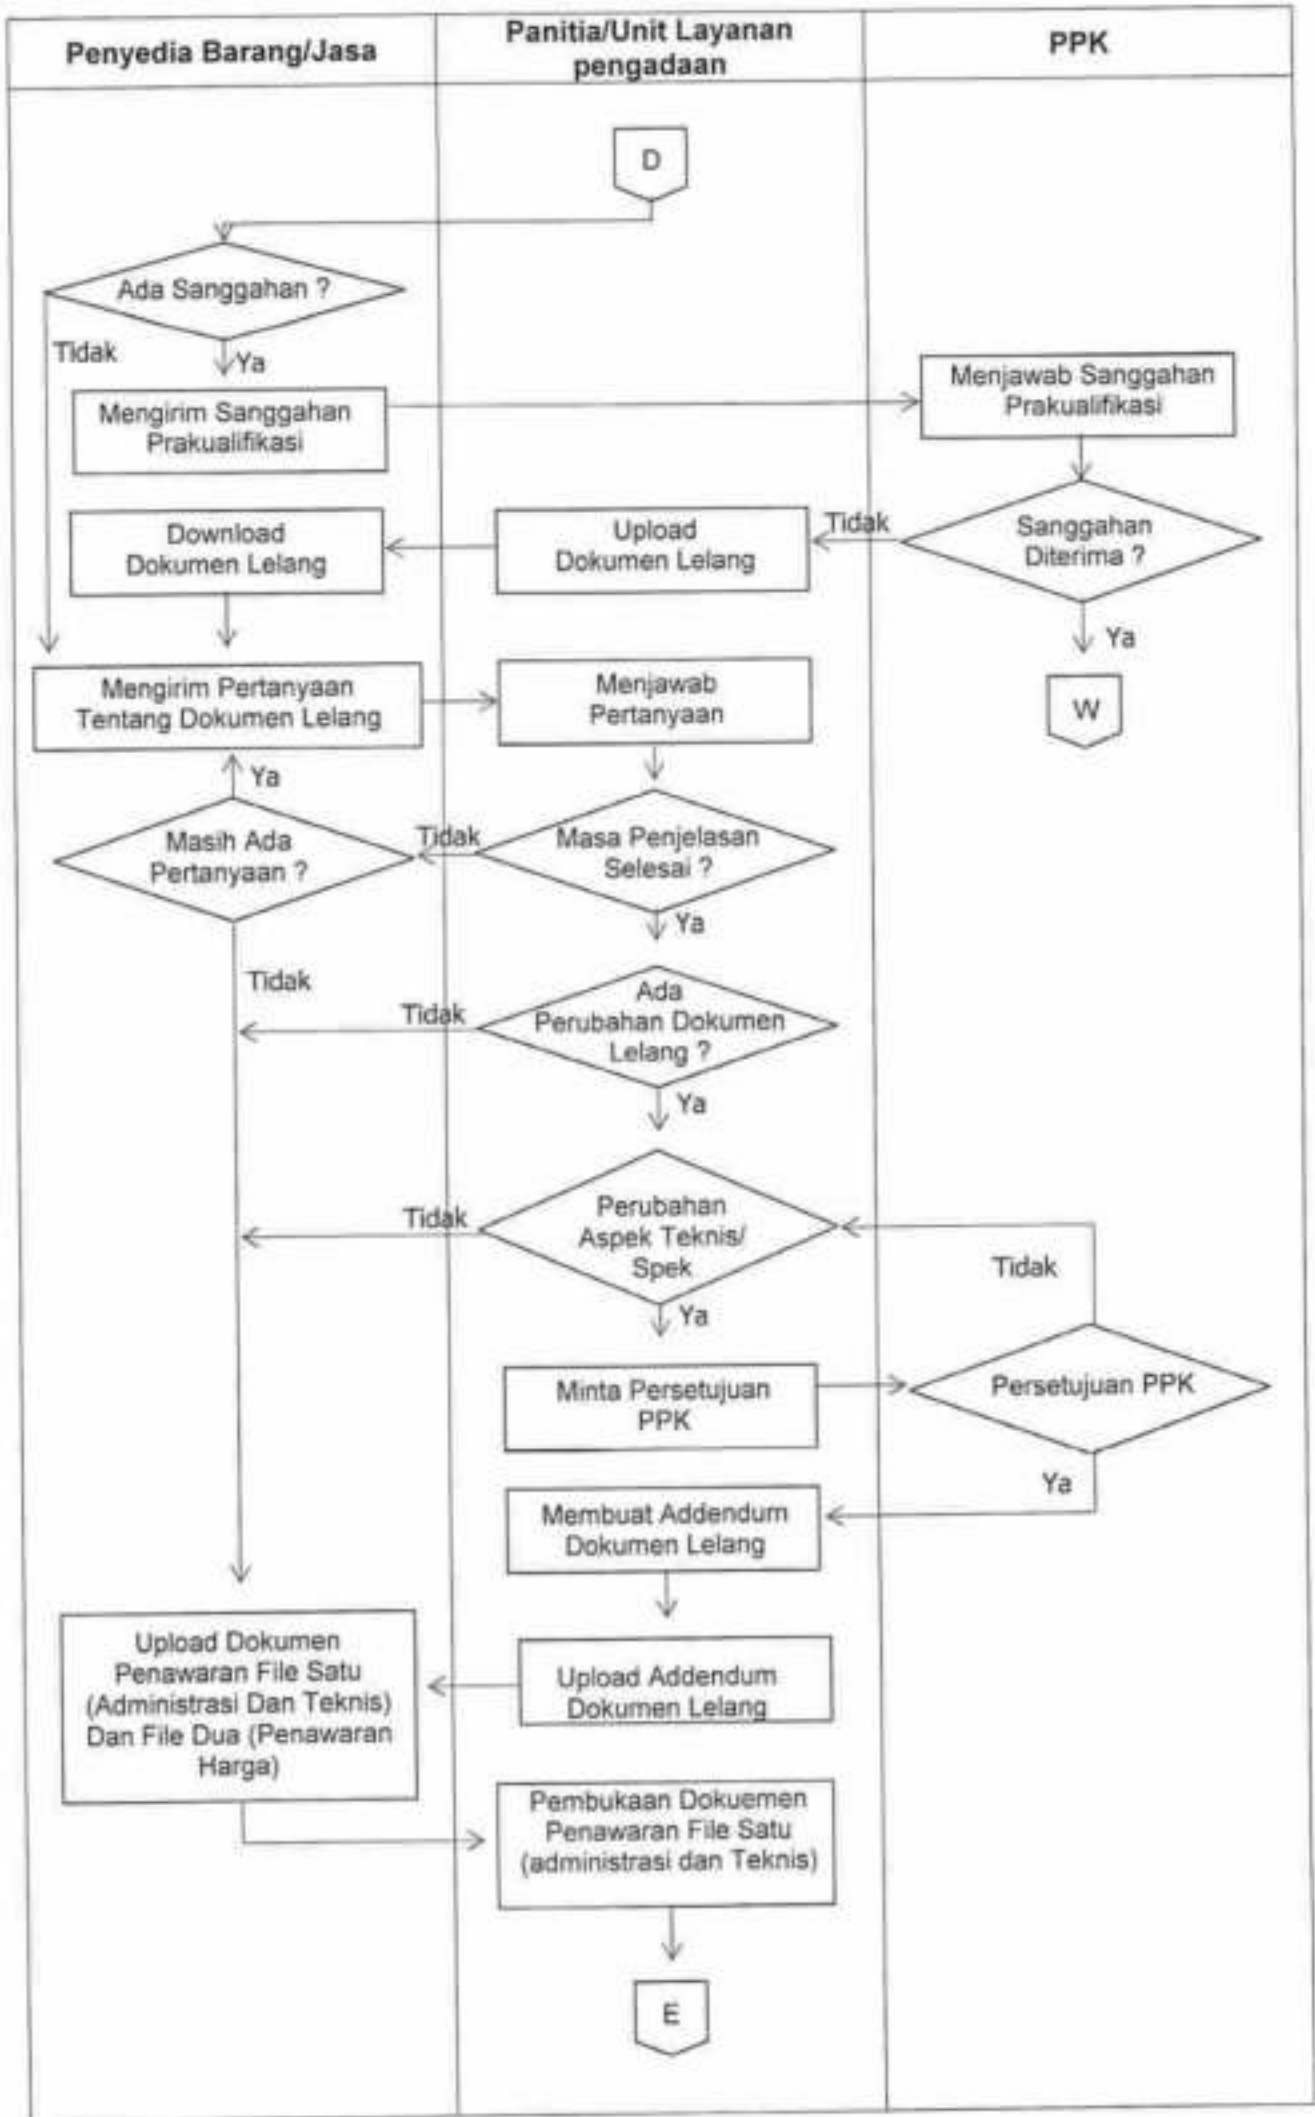 Penyedia Barang/Jasa
Panitia/Unit Layanan
pengadaan
PPK
D
Ada Sanggahan ?
Tidak
Ya
Mengirim Sanggahan
Prakualifikasi
Menjawab Sanggahan
Prakualifikasi
Download
Dokumen Lelang
Upload
Dokumen Lelang
Tidak
Sanggahan
Diterima ?
Ya
W
Mengirim Pertanyaan
Tentang Dokumen Lelang
Menjawab
Pertanyaan
Ya
Masih Ada
Pertanyaan ?
Tidak
Masa Penjelasan
Selesai ?
Ya
Tidak
Tidak
Ada
Perubahan Dokumen
Lelang ?
Ya
Tidak
Perubahan
Aspek Teknis/
Spek
Tidak
Ya
Minta Persetujuan
PPK
Persetujuan PPK
Ya
Membuat Addendum
Dokumen Lelang
Upload Dokumen
Penawaran File Satu
(Administrasi Dan Teknis)
Dan File Dua (Penawaran
Harga)
Upload Addendum
Dokumen Lelang
Pembukaan Dokuemen
Penawaran File Satu
(administrasi dan Teknis)
E